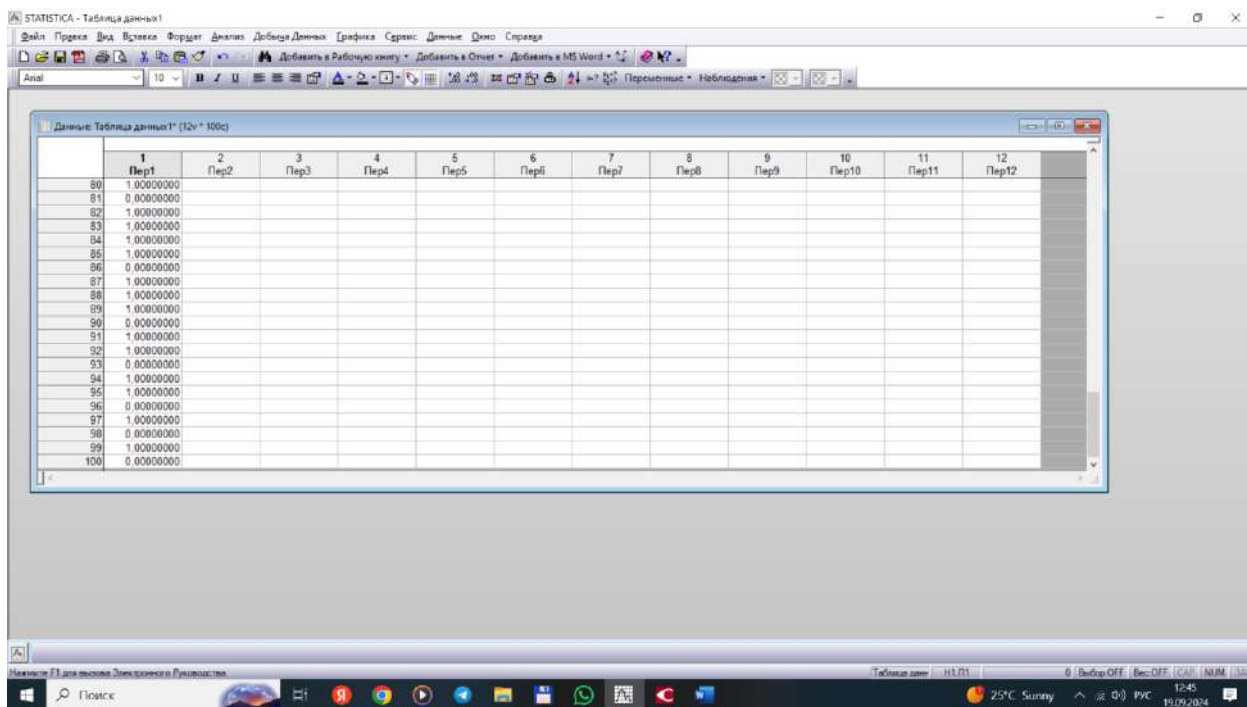 STATISTICA - Таблица данных1
Файл Правка Вид Вставка Формат Анализ Добыча Данных Графика Сервис Данные Окно Справка
Добавить в Рабочую книгу Добавить в Отчет Добавить в MS Word
Arial 10 Ж Переменные Наблюдения
Данные: Таблица данных1* (12v * 100c)
1 2 3 4 5 6 7 8 9 10 11 12
Пер1 Пер2 Пер3 Пер4 Пер5 Пер6 Пер7 Пер8 Пер9 Пер10 Пер11 Пер12
80 1,00000000
81 0,00000000
82 1,00000000
83 1,00000000
84 1,00000000
85 1,00000000
86 0,00000000
87 1,00000000
88 1,00000000
89 1,00000000
90 0,00000000
91 1,00000000
92 1,00000000
93 0,00000000
94 1,00000000
95 1,00000000
96 0,00000000
97 1,00000000
98 0,00000000
99 1,00000000
100 0,00000000
Нажмите F1 для вызова Электронного Руководства
Н1,П1 0 Выбор OFF Вес OFF CAP NUM
Поиск
25°C Sunny РУС 12:45
19.09.2024